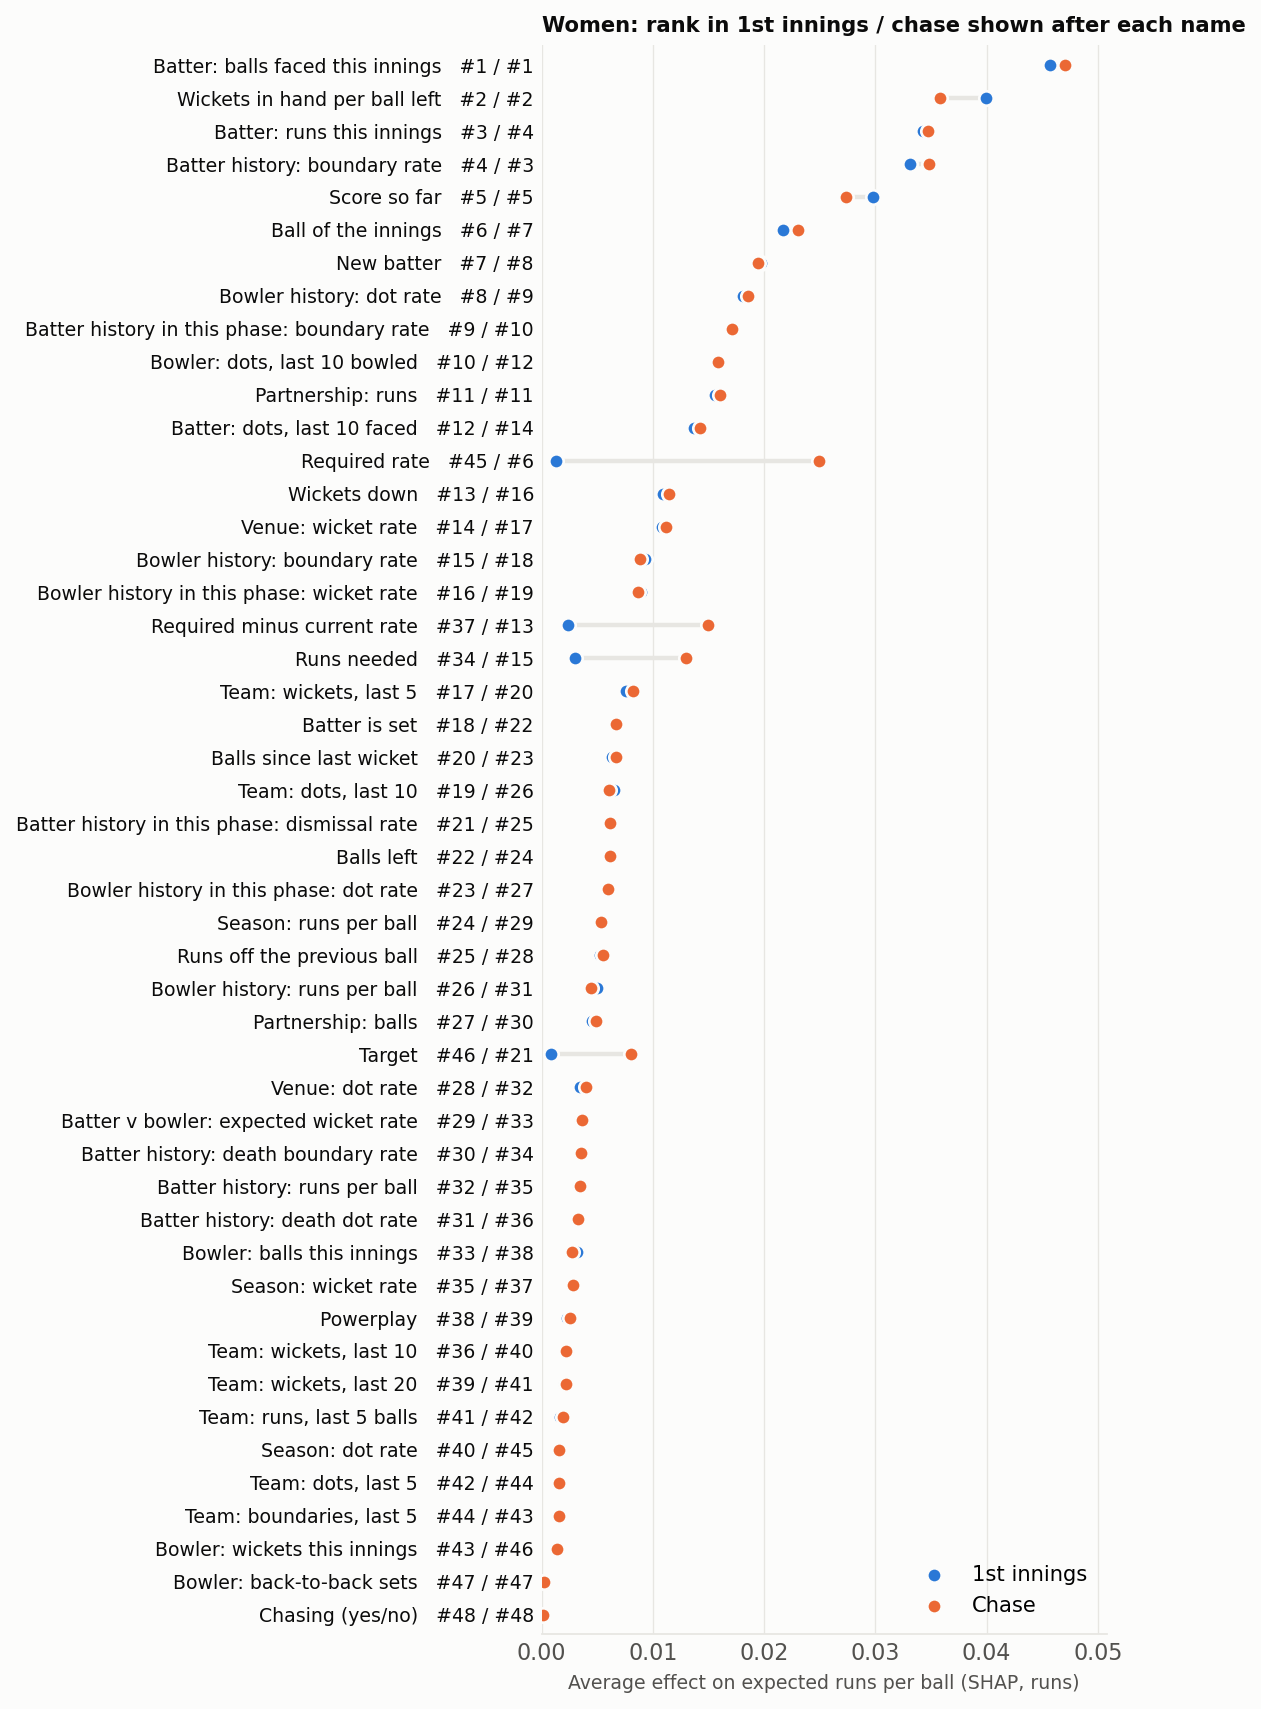 Women: rank in 1st innings / chase shown after each name
Batter: balls faced this innings #1 / #1
Wickets in hand per ball left #2 / #2
Batter: runs this innings #3 / #4
Batter history: boundary rate #4 / #3
Score so far #5 / #5
Ball of the innings #6 / #7
New batter #7 / #8
Bowler history: dot rate #8 / #9
Batter history in this phase: boundary rate #9 / #10
Bowler: dots, last 10 bowled #10 / #12
Partnership: runs #11 / #11
Batter: dots, last 10 faced #12 / #14
Required rate #45 / #6
Wickets down #13 / #16
Venue: wicket rate #14 / #17
Bowler history: boundary rate #15 / #18
Bowler history in this phase: wicket rate #16 / #19
Required minus current rate #37 / #13
Runs needed #34 / #15
Team: wickets, last 5 #17 / #20
Batter is set #18 / #22
Balls since last wicket #20 / #23
Team: dots, last 10 #19 / #26
Batter history in this phase: dismissal rate #21 / #25
Balls left #22 / #24
Bowler history in this phase: dot rate #23 / #27
Season: runs per ball #24 / #29
Runs off the previous ball #25 / #28
Bowler history: runs per ball #26 / #31
Partnership: balls #27 / #30
Target #46 / #21
Venue: dot rate #28 / #32
Batter v bowler: expected wicket rate #29 / #33
Batter history: death boundary rate #30 / #34
Batter history: runs per ball #32 / #35
Batter history: death dot rate #31 / #36
Bowler: balls this innings #33 / #38
Season: wicket rate #35 / #37
Powerplay #38 / #39
Team: wickets, last 10 #36 / #40
Team: wickets, last 20 #39 / #41
Team: runs, last 5 balls #41 / #42
Season: dot rate #40 / #45
Team: dots, last 5 #42 / #44
Team: boundaries, last 5 #44 / #43
Bowler: wickets this innings #43 / #46
Bowler: back-to-back sets #47 / #47
Chasing (yes/no) #48 / #48
1st innings
Chase
0.00 0.01 0.02 0.03 0.04 0.05
Average effect on expected runs per ball (SHAP, runs)